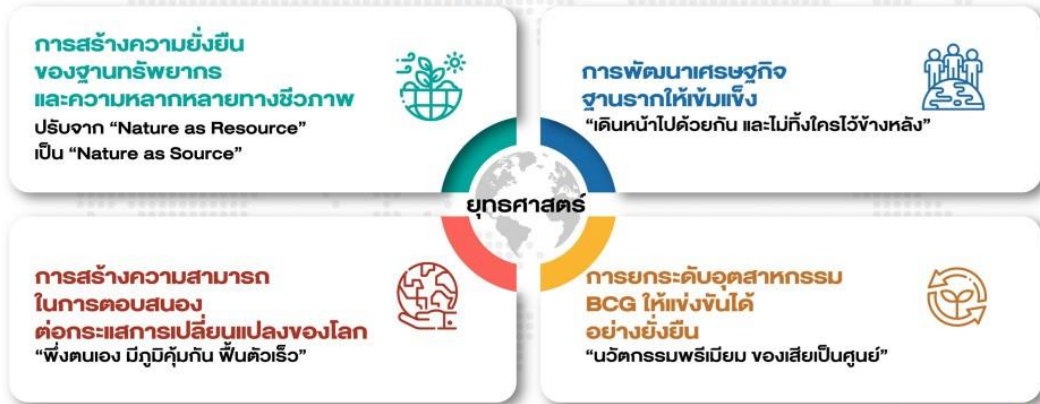 การสร้างความยั่งยืน
ของฐานทรัพยากร
และความหลากหลายทางชีวภาพ
ปรับจาก “Nature as Resource”
เป็น “Nature as Source”
การพัฒนาเศรษฐกิจ
ฐานรากให้เข้มแข็ง
“เดินหน้าไปด้วยกัน และไม่ทิ้งใครไว้ข้างหลัง”
ยุทธศาสตร์
การสร้างความสามารถ
ในการตอบสนอง
ต่อกระแสการเปลี่ยนแปลงของโลก
“พึ่งตนเอง มีภูมิคุ้มกัน ฟื้นตัวเร็ว”
การยกระดับอุตสาหกรรม
BCG ให้แข่งขันได้
อย่างยั่งยืน
“นวัตกรรมพรีเมียม ของเสียเป็นศูนย์”